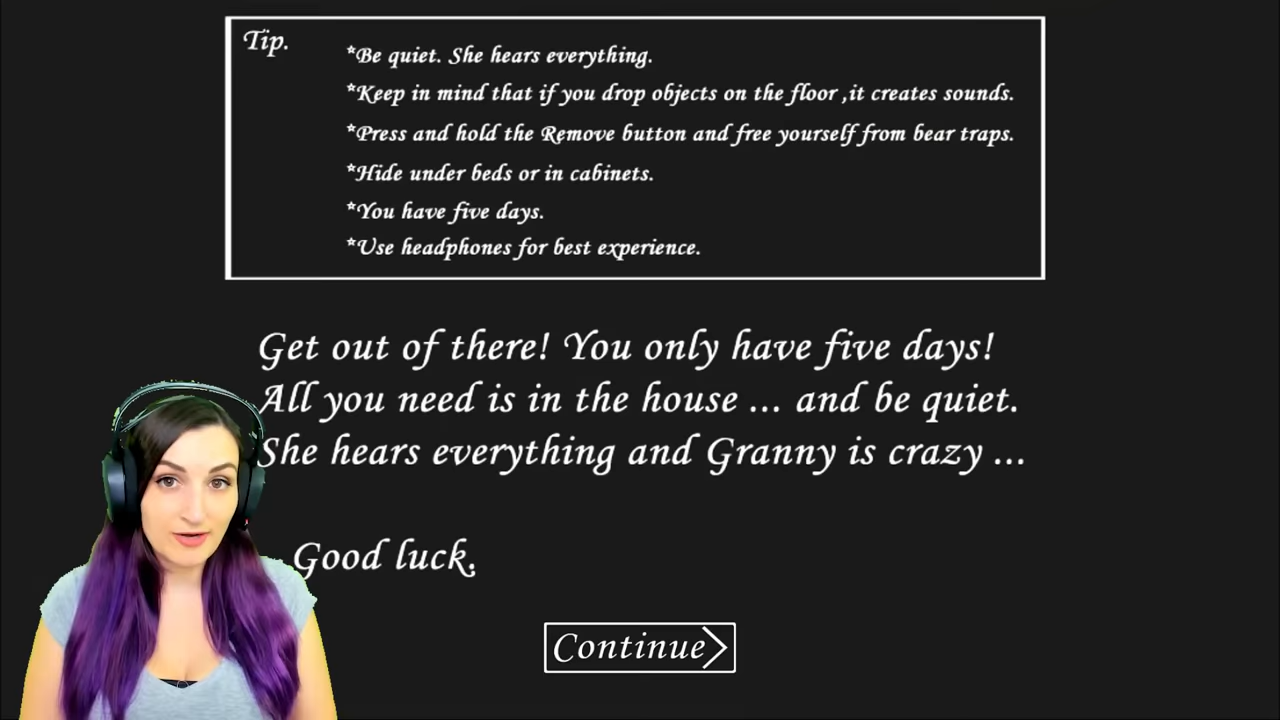 Tip.
*Be quiet. She hears everything.
*Keep in mind that if you drop objects on the floor ,it creates sounds.
*Press and hold the Remove button and free yourself from bear traps.
*Hide under beds or in cabinets.
*You have five days.
*Use headphones for best experience.
Get out of there! You only have five days!
All you need is in the house ... and be quiet.
She hears everything and Granny is crazy ...
Good luck.
Continue>